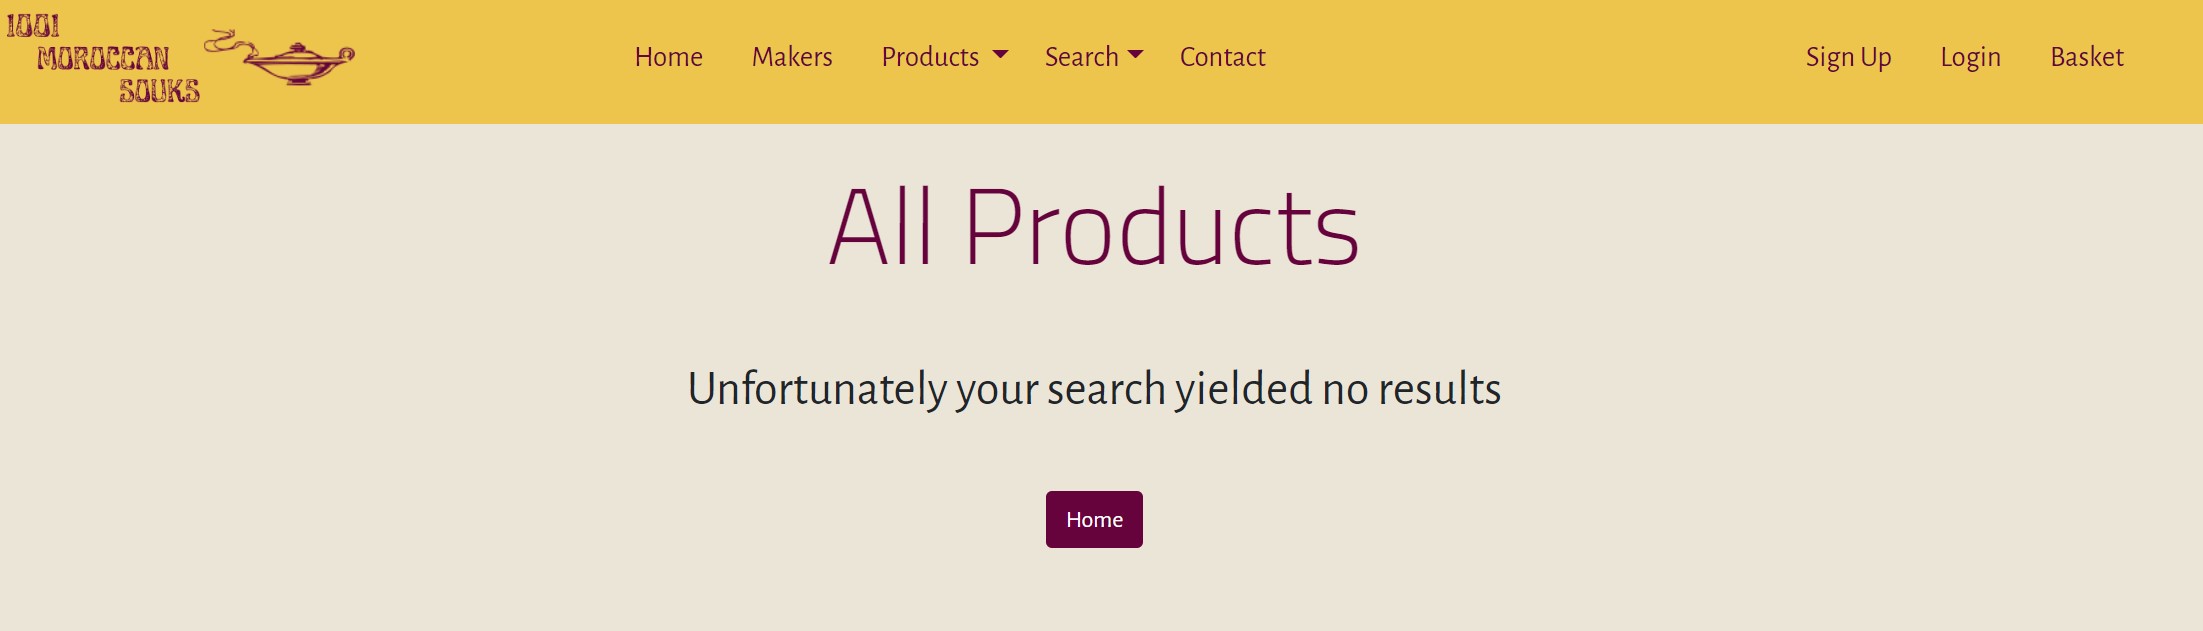 1001
MOROCCAN
SOUKS
Home Makers Products Search Contact
Sign Up Login Basket
All Products
Unfortunately your search yielded no results
Home